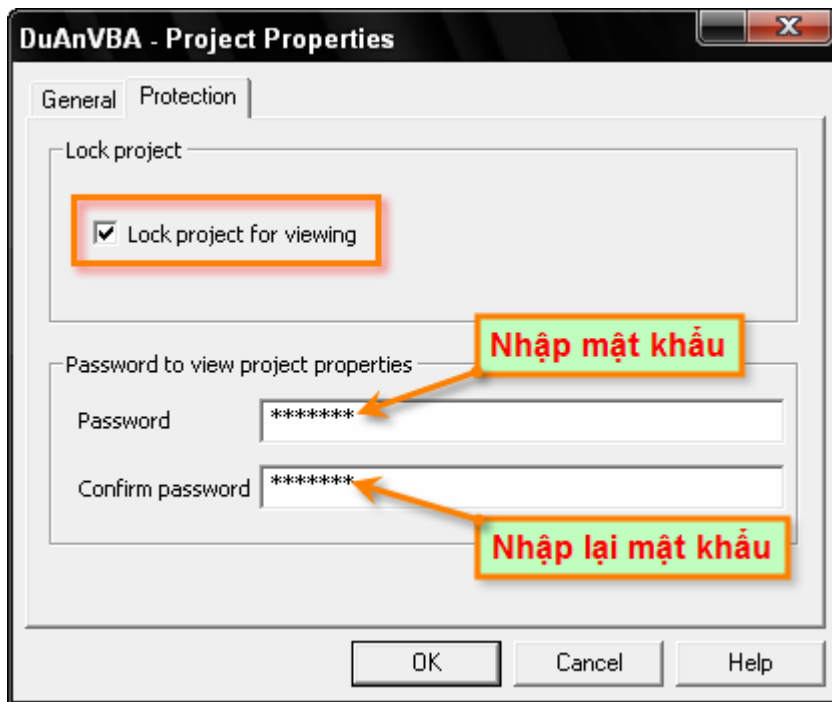 DuAnVBA - Project Properties
General Protection
Lock project
Lock project for viewing
Nhập mật khẩu
Password to view project properties
Password *******
Confirm password *******
Nhập lại mật khẩu
OK Cancel Help